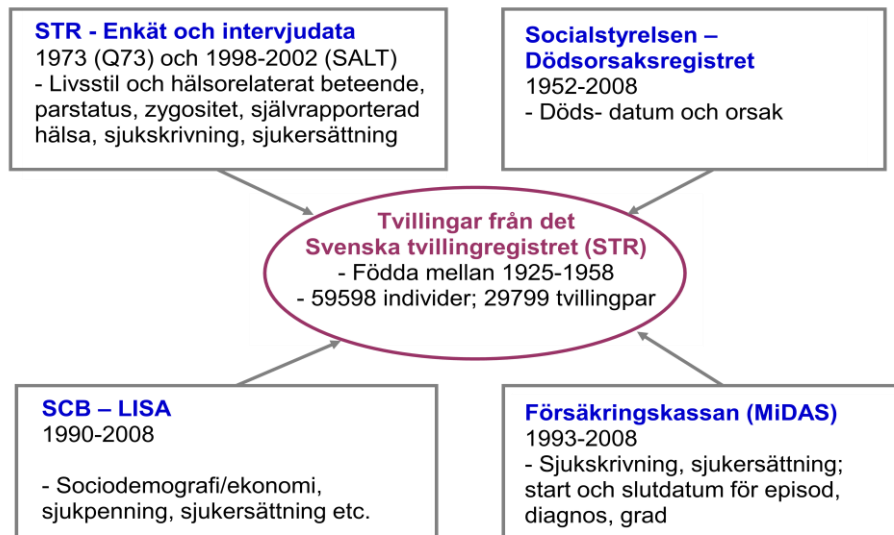 STR - Enkät och intervjudata
1973 (Q73) och 1998-2002 (SALT)
- Livsstil och hälsorelaterat beteende,
parstatus, zygositet, självrapporterad
hälsa, sjukskrivning, sjukersättning
Socialstyrelsen –
Dödsorsaksregistret
1952-2008
- Döds- datum och orsak
Tvillingar från det
Svenska tvillingregistret (STR)
- Födda mellan 1925-1958
- 59598 individer; 29799 tvillingpar
SCB – LISA
1990-2008
- Sociodemografi/ekonomi,
sjukpenning, sjukersättning etc.
Försäkringskassan (MiDAS)
1993-2008
- Sjukskrivning, sjukersättning;
start och slutdatum för episod,
diagnos, grad